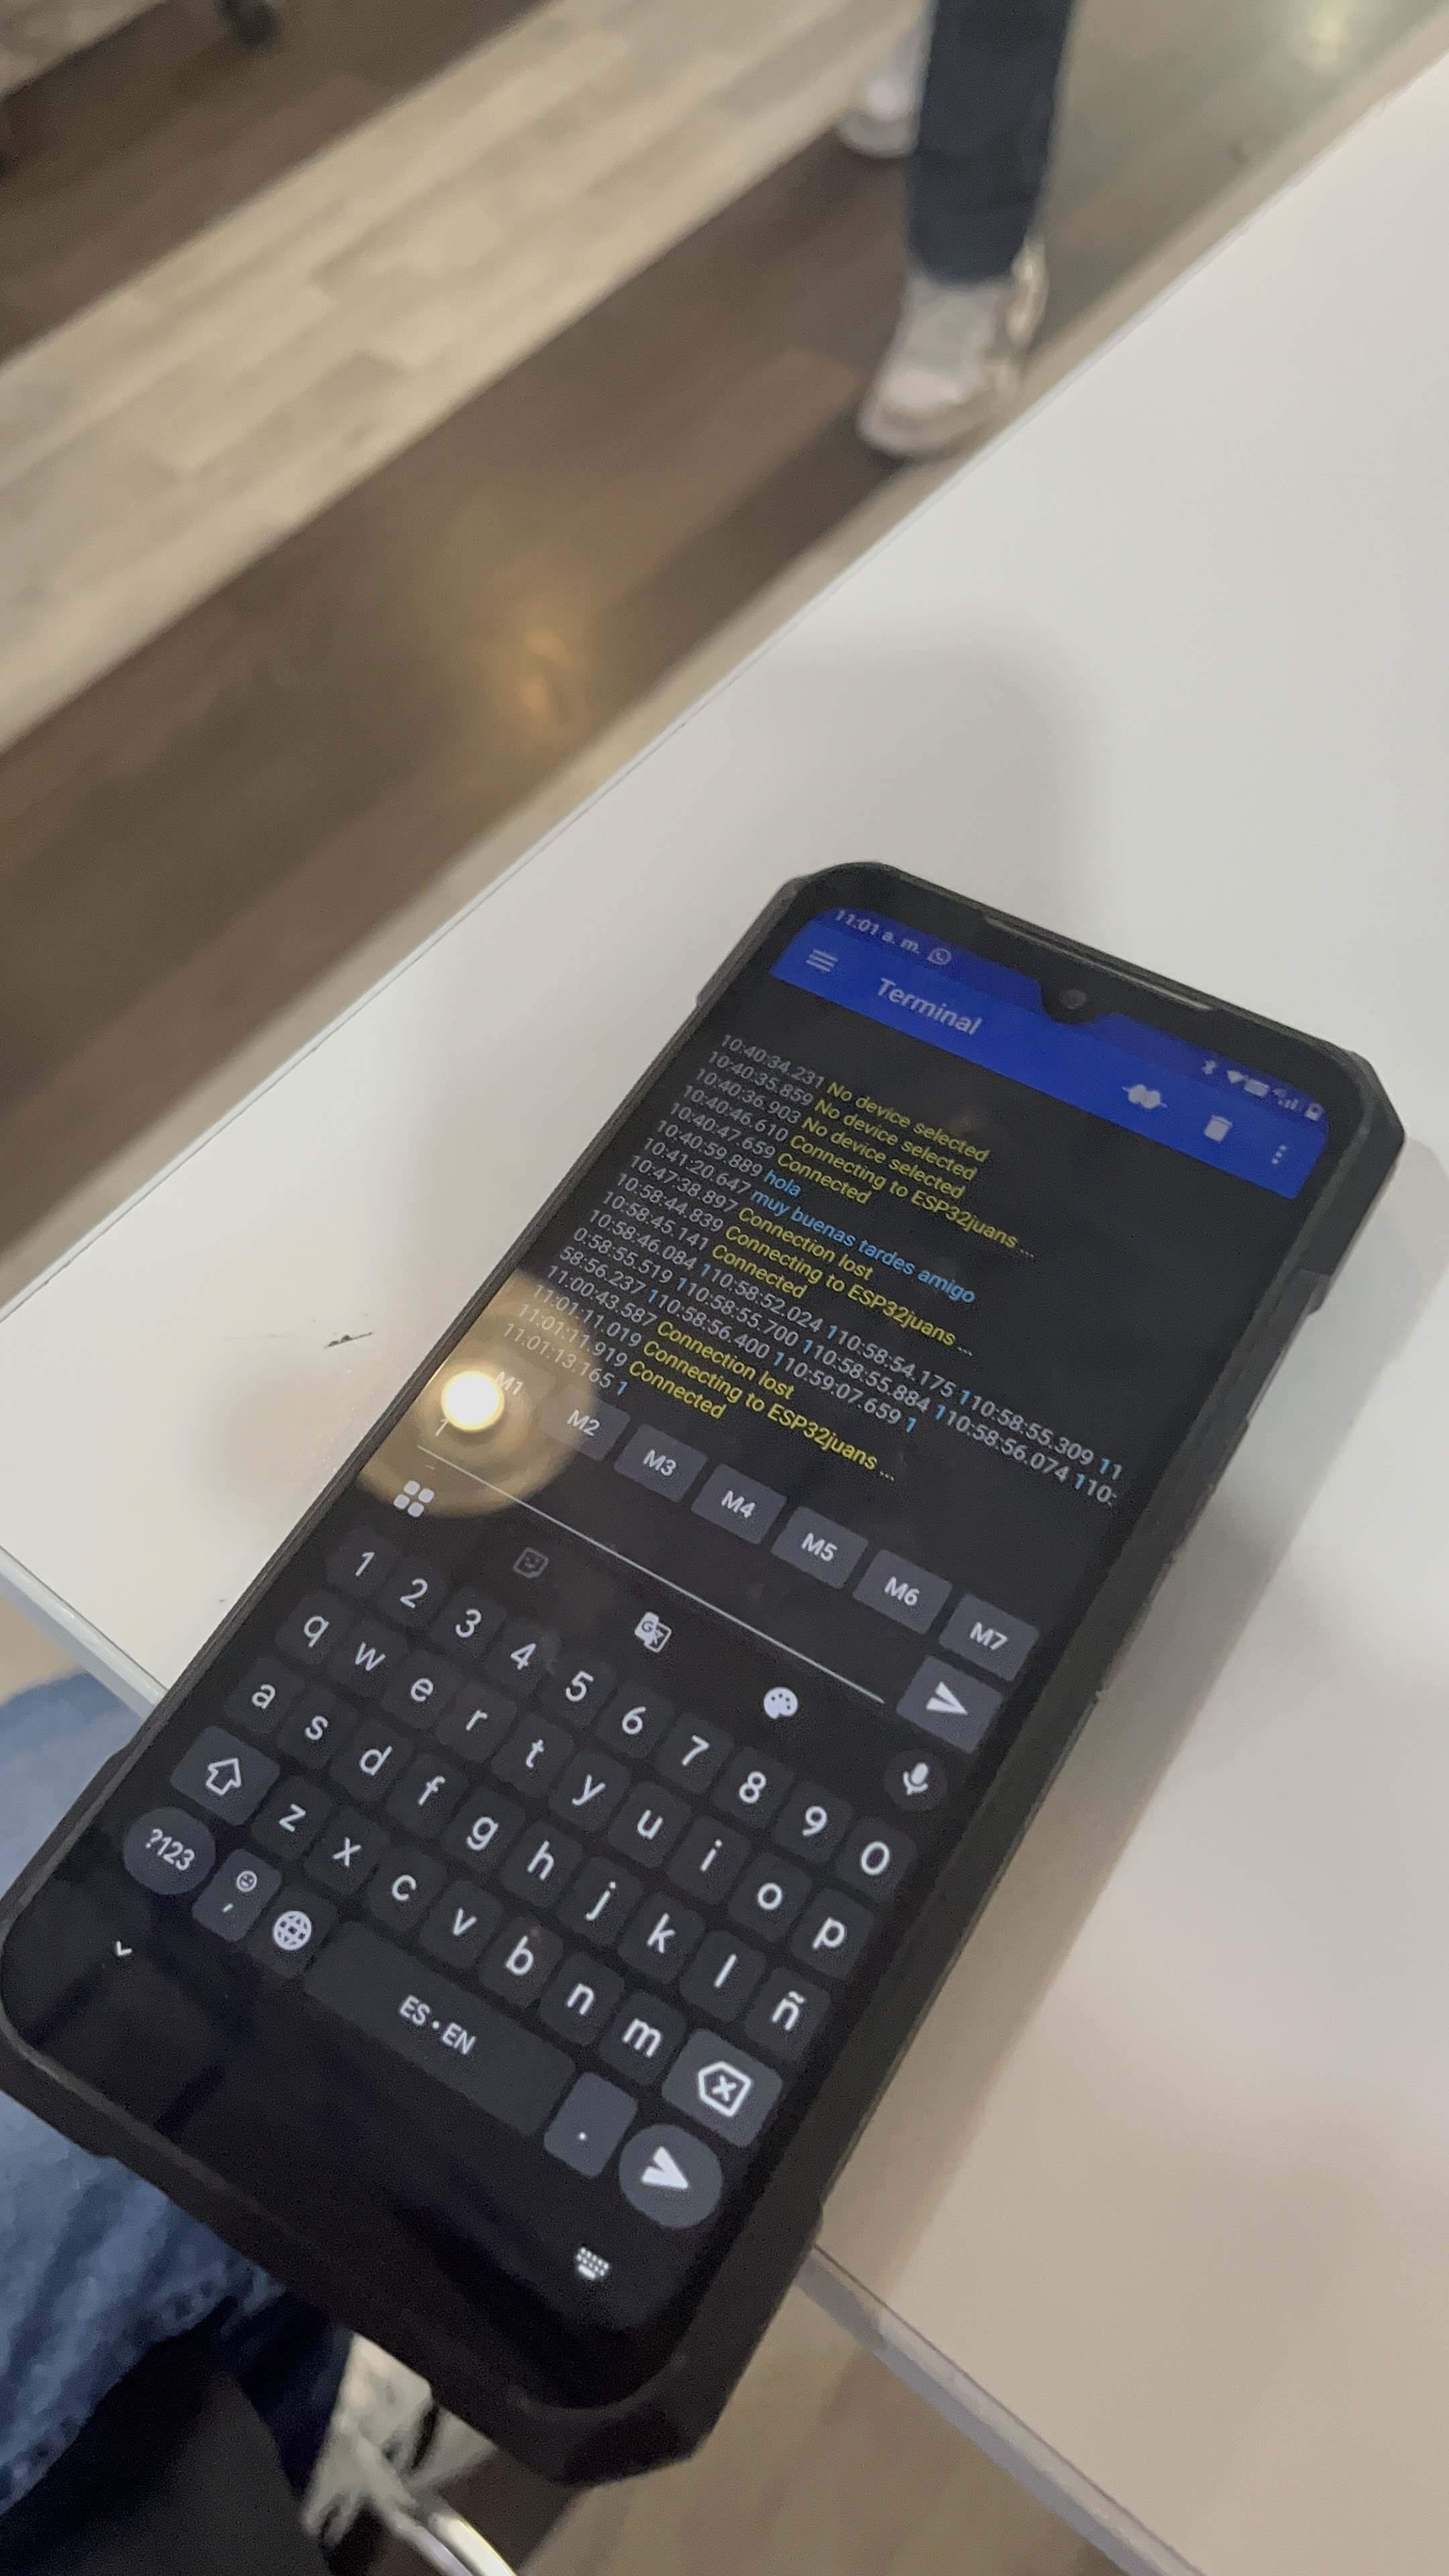 11:01 a. m.
Terminal
10:40:34.231 No device selected
10:40:35.859 No device selected
10:40:36.903 No device selected
10:40:46.610 Connecting to ESP32juans ...
10:40:47.659 Connected
10:40:59.889 hola
10:41:20.647 muy buenas tardes amigo
10:47:38.897 Connection lost
10:58:44.839 Connecting to ESP32juans ...
10:58:45.141 Connected
10:58:46.084 110:58:52.024 110:58:54.175 110:58:55.309 11
0:58:55.519 110:58:55.700 110:58:55.884 110:58:56.074 110:
58:56.237 110:58:56.400 110:59:07.659 1
11:00:43.587 Connection lost
11:01:11.019 Connecting to ESP32juans ...
11:01:11.919 Connected
11:01:13.165 1
M1 M2 M3 M4 M5 M6 M7
1
1 2 3 4 5 6 7 8 9 0
q w e r t y u i o p
a s d f g h j k l ñ
z x c v b n m
?123 , ES • EN .